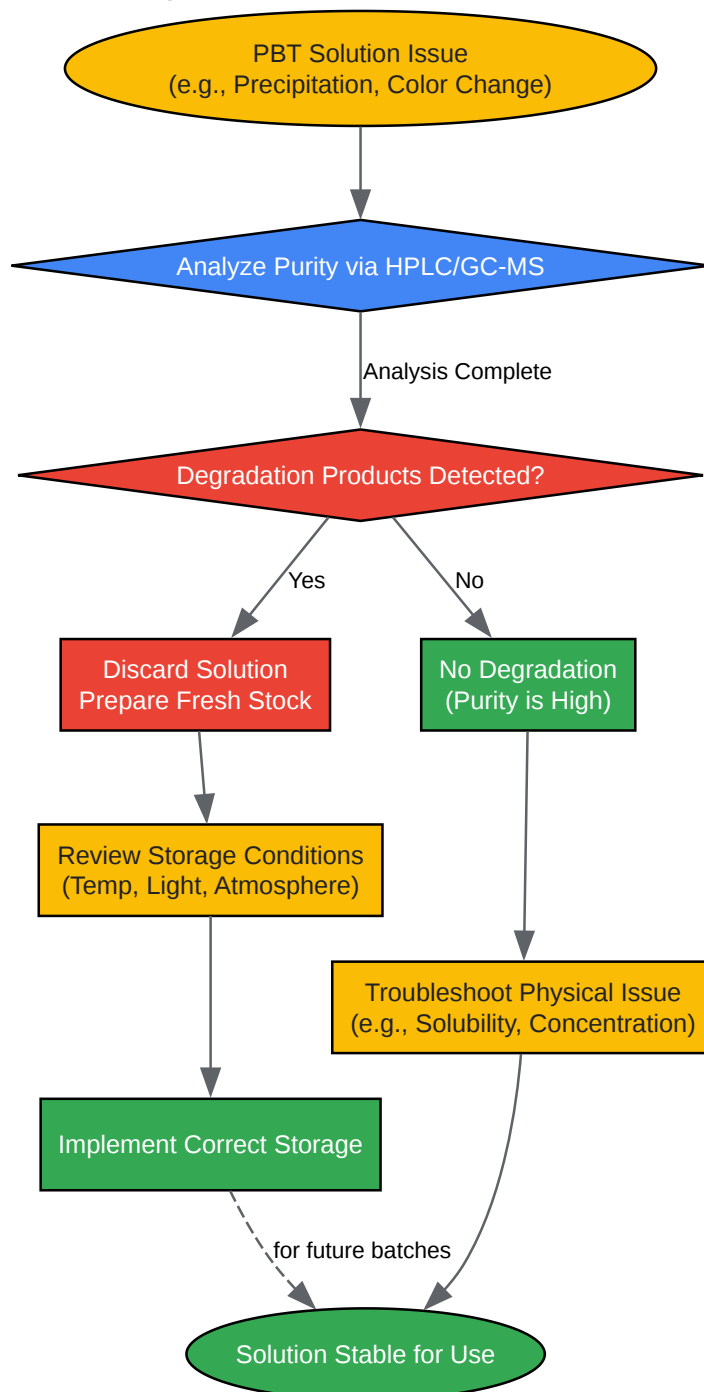 PBT Solution Issue
(e.g., Precipitation, Color Change)
Analyze Purity via HPLC/GC-MS
Analysis Complete
Degradation Products Detected?
Yes
No
Discard Solution
Prepare Fresh Stock
No Degradation
(Purity is High)
Review Storage Conditions
(Temp, Light, Atmosphere)
Troubleshoot Physical Issue
(e.g., Solubility, Concentration)
Implement Correct Storage
for future batches
Solution Stable for Use